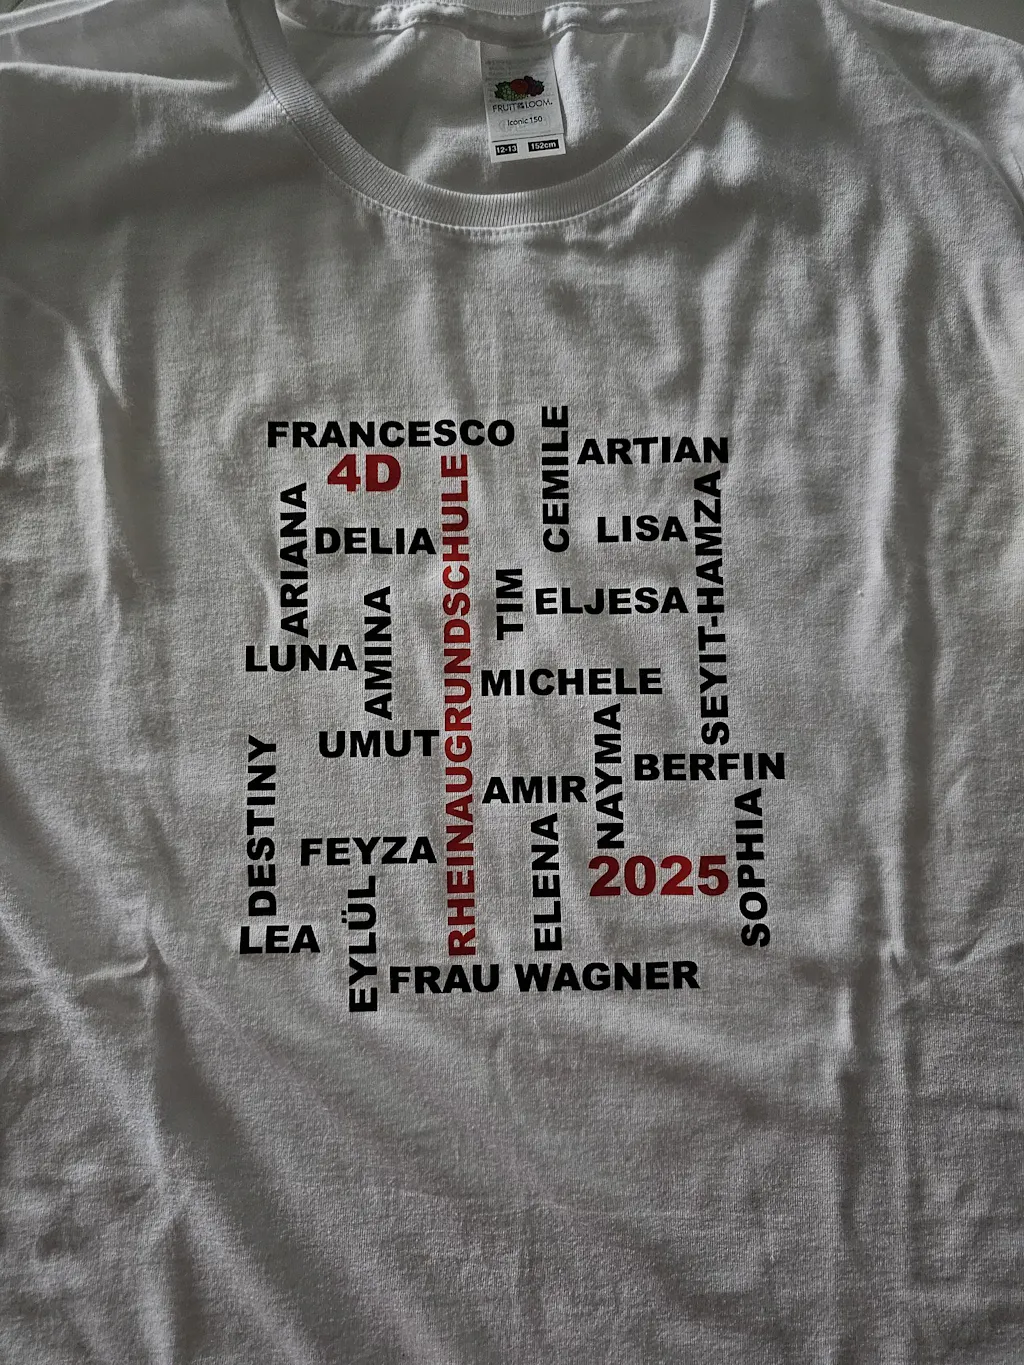 FRUIT OF THE LOOM.
Iconic 150
12-13 152cm
FRANCESCO
CEMILE
ARTIAN
4D
RHEINAUGRUNDSCHULE
ARIANA
DELIA
LISA
SEYIT-HAMZA
TIM
ELJESA
AMINA
LUNA
MICHELE
UMUT
NAYMA
BERFIN
DESTINY
AMIR
SOPHIA
FEYZA
ELENA
2025
EYLÜL
LEA
FRAU WAGNER